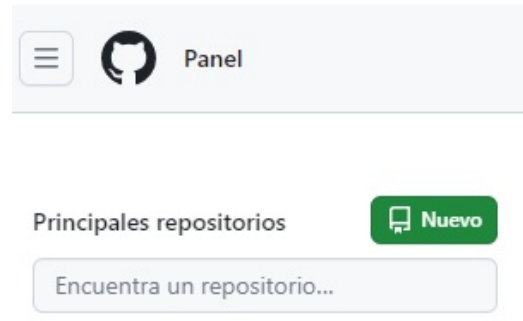 Panel
Principales repositorios
Nuevo
Encuentra un repositorio...